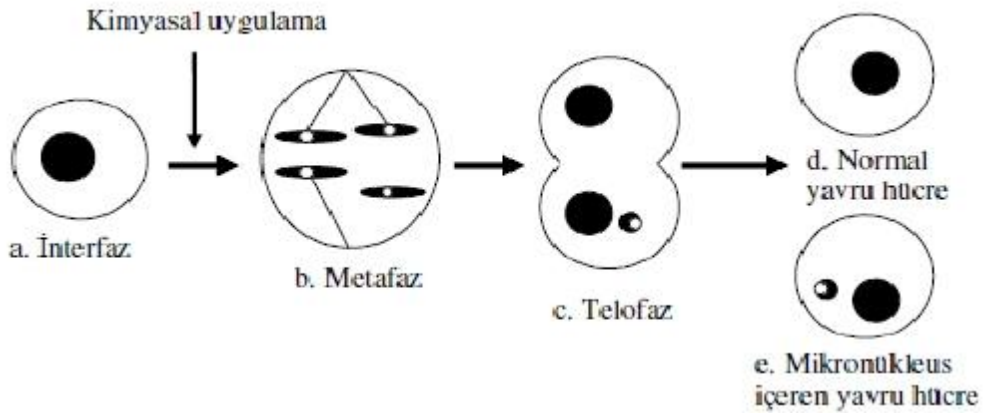 Kimyasal uygulama
a. İnterfaz
b. Metafaz
c. Telofaz
d. Normal
yavru hücre
e. Mikronükleus
içeren yavru hücre